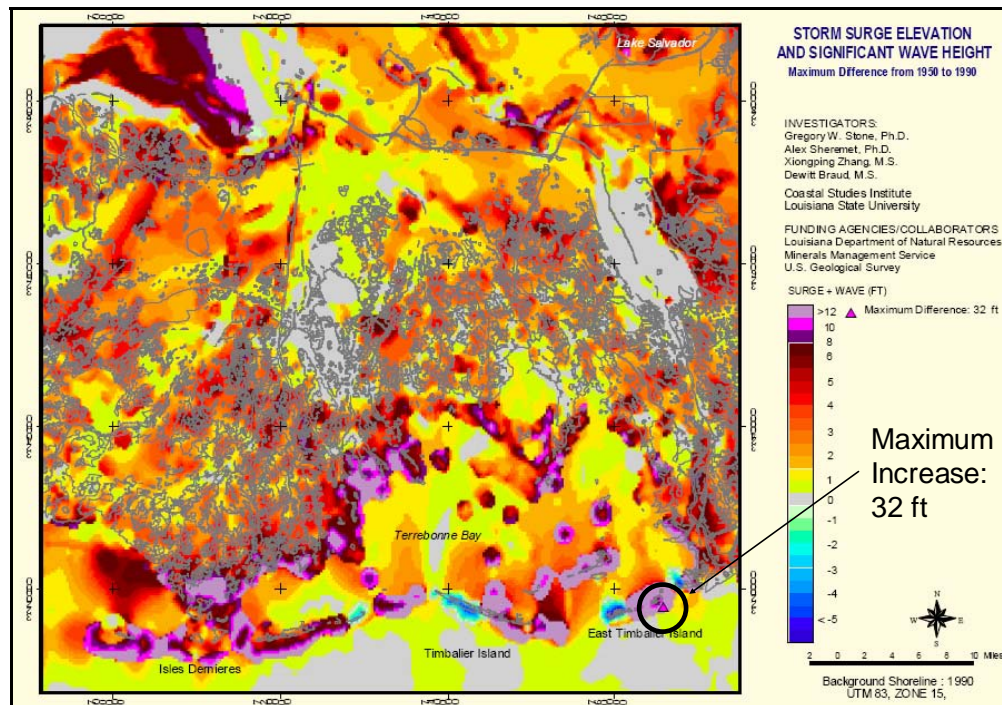 STORM SURGE ELEVATION
AND SIGNIFICANT WAVE HEIGHT
Maximum Difference from 1950 to 1990
INVESTIGATORS:
Gregory W. Stone, Ph.D.
Alex Sheremet, Ph.D.
Xiongping Zhang, M.S.
Dewitt Braud, M.S.
Coastal Studies Institute
Louisiana State University
FUNDING AGENCIES/COLLABORATORS
Louisiana Department of Natural Resources
Minerals Management Service
U.S. Geological Survey
SURGE + WAVE (FT)
>12
10
8
6
5
4
3
2
1
0
-1
-2
-3
-4
<-5
Maximum Difference: 32 ft
Maximum
Increase:
32 ft
Lake Salvador
Terrebonne Bay
Isles Dernieres
Timbalier Island
East Timbalier Island
N
W E
S
2 0 2 4 6 8 10 Miles
Background Shoreline : 1990
UTM 83, ZONE 15,